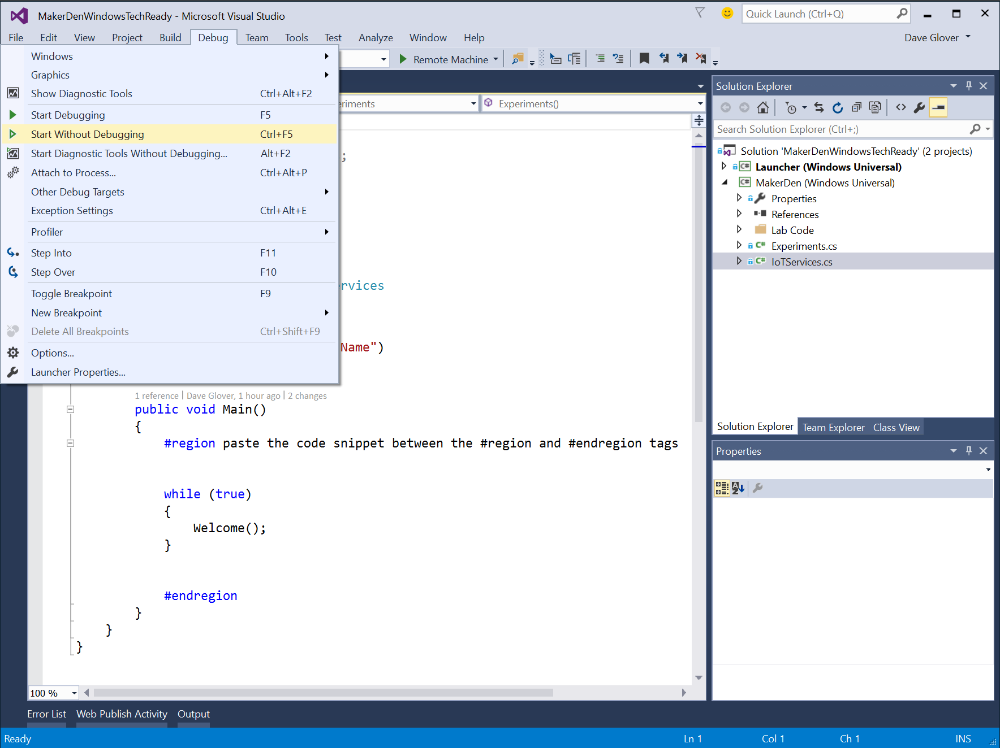 MakerDenWindowsTechReady - Microsoft Visual Studio
Quick Launch (Ctrl+Q)
File Edit View Project Build Debug Team Tools Test Analyze Window Help
Dave Glover
Remote Machine
Windows
Graphics
Show Diagnostic Tools Ctrl+Alt+F2
Start Debugging F5
Start Without Debugging Ctrl+F5
Start Diagnostic Tools Without Debugging... Alt+F2
Attach to Process... Ctrl+Alt+P
Other Debug Targets
Exception Settings Ctrl+Alt+E
Profiler
Step Into F11
Step Over F10
Toggle Breakpoint F9
New Breakpoint
Delete All Breakpoints Ctrl+Shift+F9
Options...
Launcher Properties...
eriments
Experiments()
;
rvices
Name")
1 reference | Dave Glover, 1 hour ago | 2 changes
public void Main()
{
#region paste the code snippet between the #region and #endregion tags
while (true)
{
Welcome();
}
#endregion
}
}
}
100 %
Solution Explorer
Search Solution Explorer (Ctrl+;)
Solution 'MakerDenWindowsTechReady' (2 projects)
C# Launcher (Windows Universal)
C# MakerDen (Windows Universal)
Properties
References
Lab Code
C# Experiments.cs
C# IoTServices.cs
Solution Explorer Team Explorer Class View
Properties
Error List Web Publish Activity Output
Ready Ln 1 Col 1 Ch 1 INS